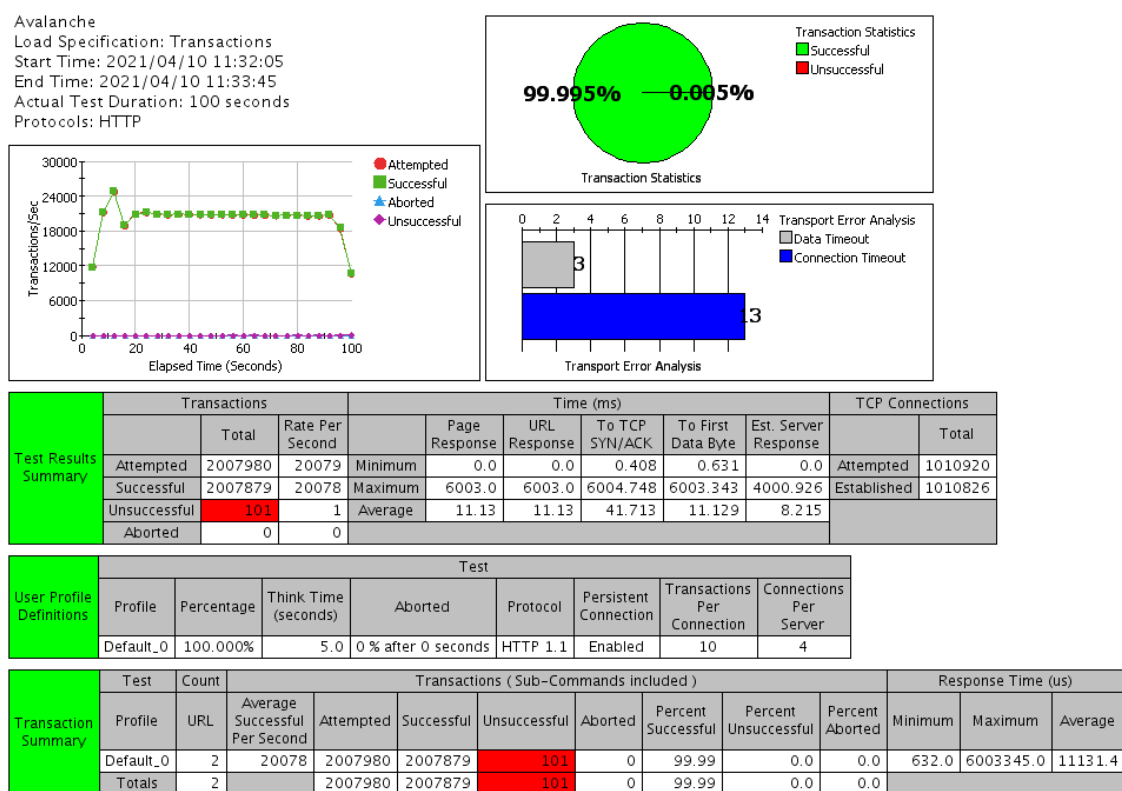 Avalanche
Load Specification: Transactions
Start Time: 2021/04/10 11:32:05
End Time: 2021/04/10 11:33:45
Actual Test Duration: 100 seconds
Protocols: HTTP
Transaction Statistics
Successful
Unsuccessful
99.995% 0.005%
Transaction Statistics
30000
24000
18000
12000
6000
0
Transactions/Sec
0 20 40 60 80 100
Elapsed Time (Seconds)
Attempted
Successful
Aborted
Unsuccessful
0 2 4 6 8 10 12 14
3
13
Transport Error Analysis
Transport Error Analysis
Data Timeout
Connection Timeout
Test Results Summary
Transactions Time (ms) TCP Connections
Total Rate Per Second Page Response URL Response To TCP SYN/ACK To First Data Byte Est. Server Response Total
Attempted 2007980 20079 Minimum 0.0 0.0 0.408 0.631 0.0 Attempted 1010920
Successful 2007879 20078 Maximum 6003.0 6003.0 6004.748 6003.343 4000.926 Established 1010826
Unsuccessful 101 1 Average 11.13 11.13 41.713 11.129 8.215
Aborted 0 0
User Profile Definitions
Test
Profile Percentage Think Time (seconds) Aborted Protocol Persistent Connection Transactions Per Connection Connections Per Server
Default_0 100.000% 5.0 0 % after 0 seconds HTTP 1.1 Enabled 10 4
Transaction Summary
Test Count Transactions ( Sub-Commands included ) Response Time (us)
Profile URL Average Successful Per Second Attempted Successful Unsuccessful Aborted Percent Successful Percent Unsuccessful Percent Aborted Minimum Maximum Average
Default_0 2 20078 2007980 2007879 101 0 99.99 0.0 0.0 632.0 6003345.0 11131.4
Totals 2 2007980 2007879 101 0 99.99 0.0 0.0